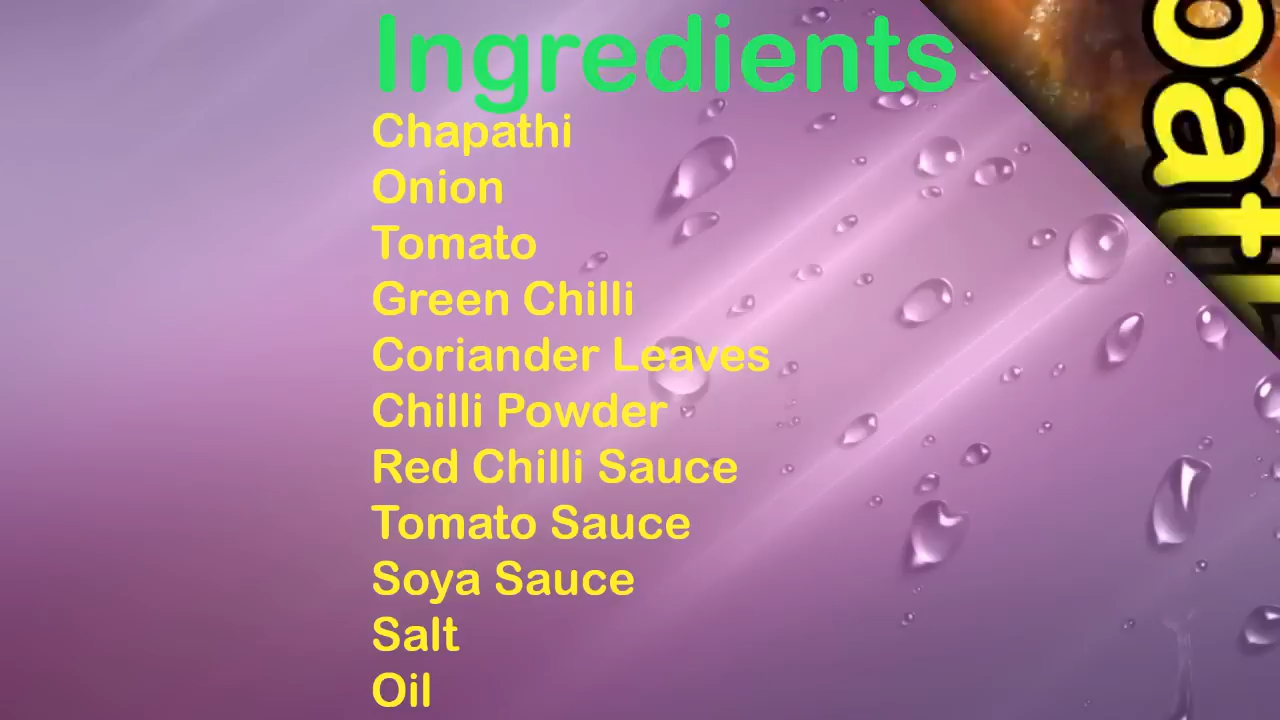 Ingredients
Chapathi
Onion
Tomato
Green Chilli
Coriander Leaves
Chilli Powder
Red Chilli Sauce
Tomato Sauce
Soya Sauce
Salt
Oil